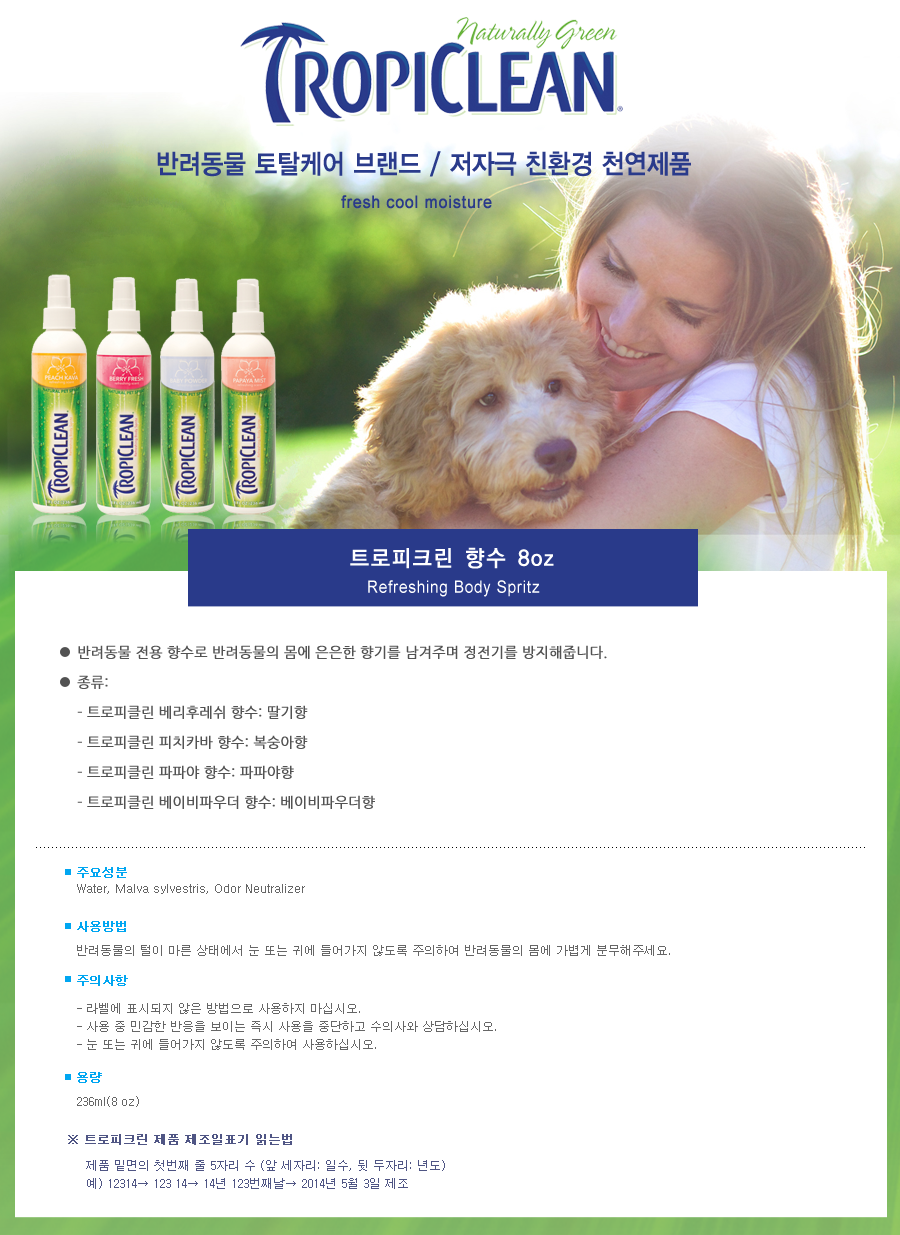 Naturally Green
TROPICLEAN
반려동물 토탈케어 브랜드 / 저자극 친환경 천연제품
fresh cool moisture
PEACH KAVA
BERRY FRESH
PAPAYA MIST
TROPICLEAN
TROPICLEAN
TROPICLEAN
TROPICLEAN
트로피크린 향수 8oz
Refreshing Body Spritz
● 반려동물 전용 향수로 반려동물의 몸에 은은한 향기를 남겨주며 정전기를 방지해줍니다.
● 종류:
- 트로피클린 베리후레쉬 향수: 딸기향
- 트로피클린 피치카바 향수: 복숭아향
- 트로피클린 파파야 향수: 파파야향
- 트로피클린 베이비파우더 향수: 베이비파우더향
■ 주요성분
Water, Malva sylvestris, Odor Neutralizer
■ 사용방법
반려동물의 털이 마른 상태에서 눈 또는 귀에 들어가지 않도록 주의하여 반려동물의 몸에 가볍게 분무해주세요.
■ 주의사항
- 라벨에 표시되지 않은 방법으로 사용하지 마십시오.
- 사용 중 민감한 반응을 보이는 즉시 사용을 중단하고 수의사와 상담하십시오.
- 눈 또는 귀에 들어가지 않도록 주의하여 사용하십시오.
■ 용량
236ml(8 oz)
※ 트로피크린 제품 제조일표기 읽는법
제품 밑면의 첫번째 줄 5자리 수 (앞 세자리: 일수, 뒷 두자리: 년도)
예) 12314→ 123 14→ 14년 123번째날→ 2014년 5월 3일 제조